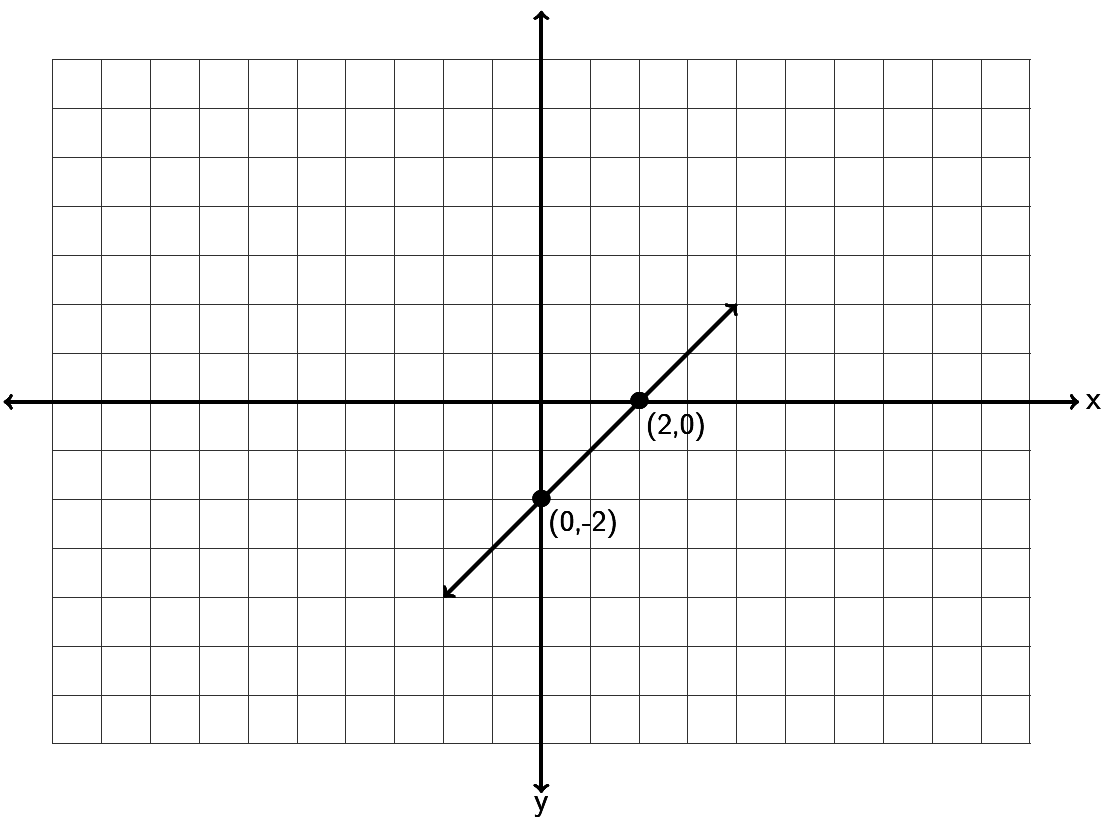 x
(2,0)
(0,-2)
y